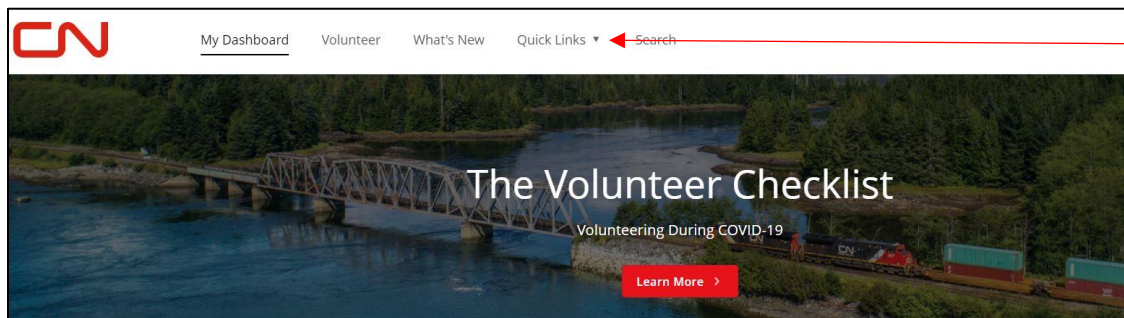 CN
My Dashboard Volunteer What's New Quick Links ▼ Search
The Volunteer Checklist
Volunteering During COVID-19
CN
Learn More >